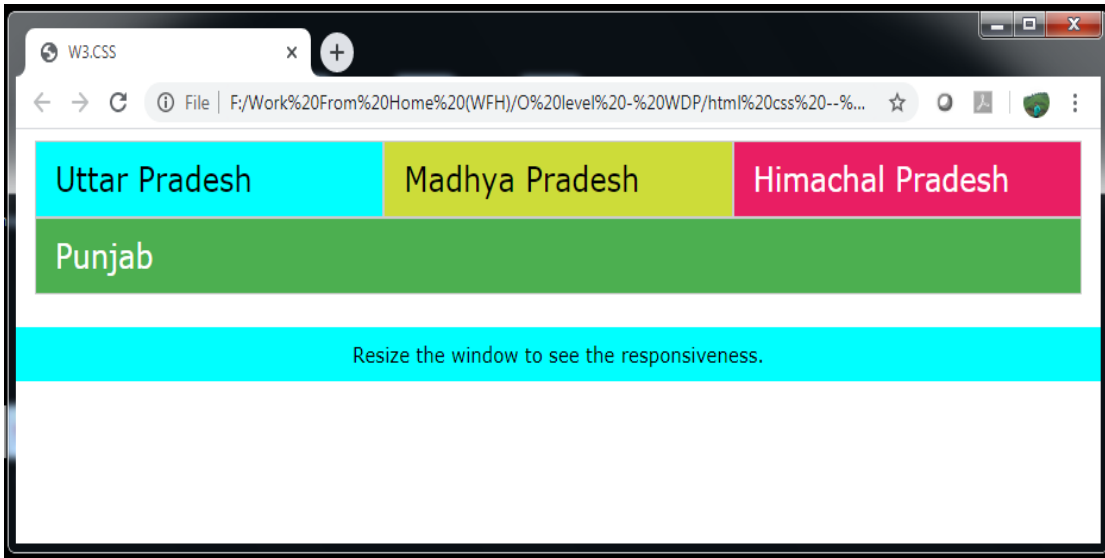 W3.CSS
File F:/Work%20From%20Home%20(WFH)/O%20level%20-%20WDP/html%20css%20--%...
Uttar Pradesh Madhya Pradesh Himachal Pradesh
Punjab
Resize the window to see the responsiveness.